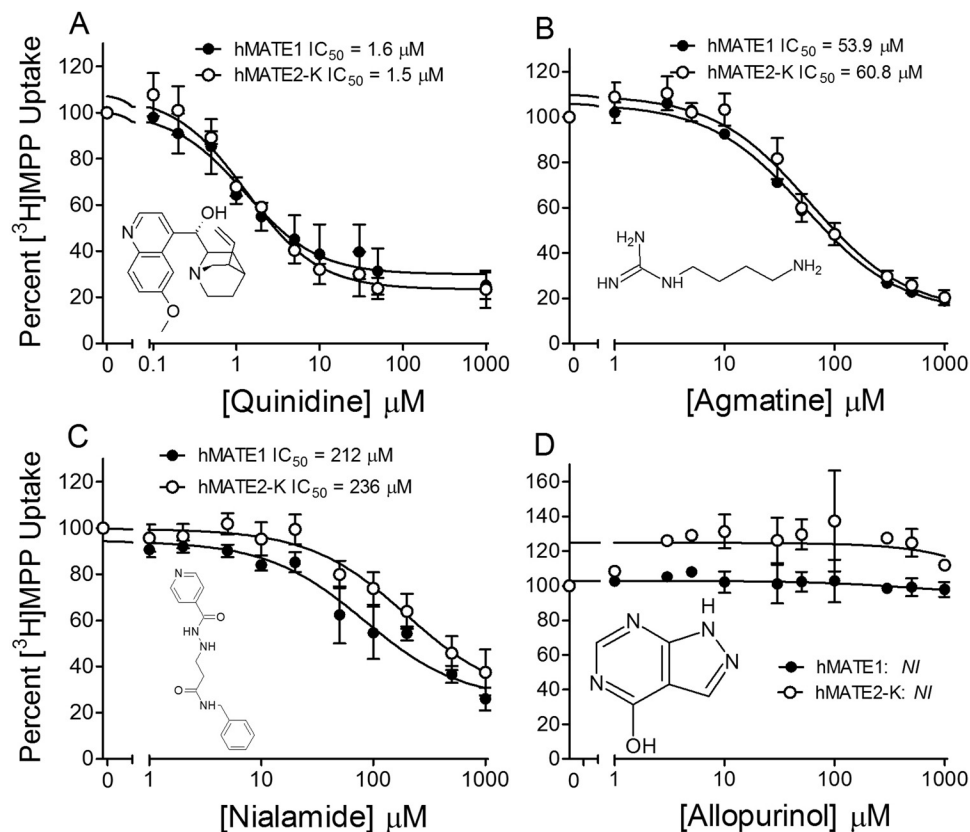 A
hMATE1 IC50 = 1.6 µM
hMATE2-K IC50 = 1.5 µM
Percent [3H]MPP Uptake
120
100
80
60
40
20
0
OH
N
N
O
0 0.1 1 10 100 1000
[Quinidine] µM
B
hMATE1 IC50 = 53.9 µM
hMATE2-K IC50 = 60.8 µM
120
100
80
60
40
20
0
H2N
HN
NH
NH2
0 1 10 100 1000
[Agmatine] µM
C
hMATE1 IC50 = 212 µM
hMATE2-K IC50 = 236 µM
Percent [3H]MPP Uptake
120
100
80
60
40
20
0
N
O
HN
NH
O
HN
0 1 10 100 1000
[Nialamide] µM
D
160
140
120
100
80
60
40
20
0
H
N
N
N
N
OH
hMATE1: NI
hMATE2-K: NI
0 1 10 100 1000
[Allopurinol] µM